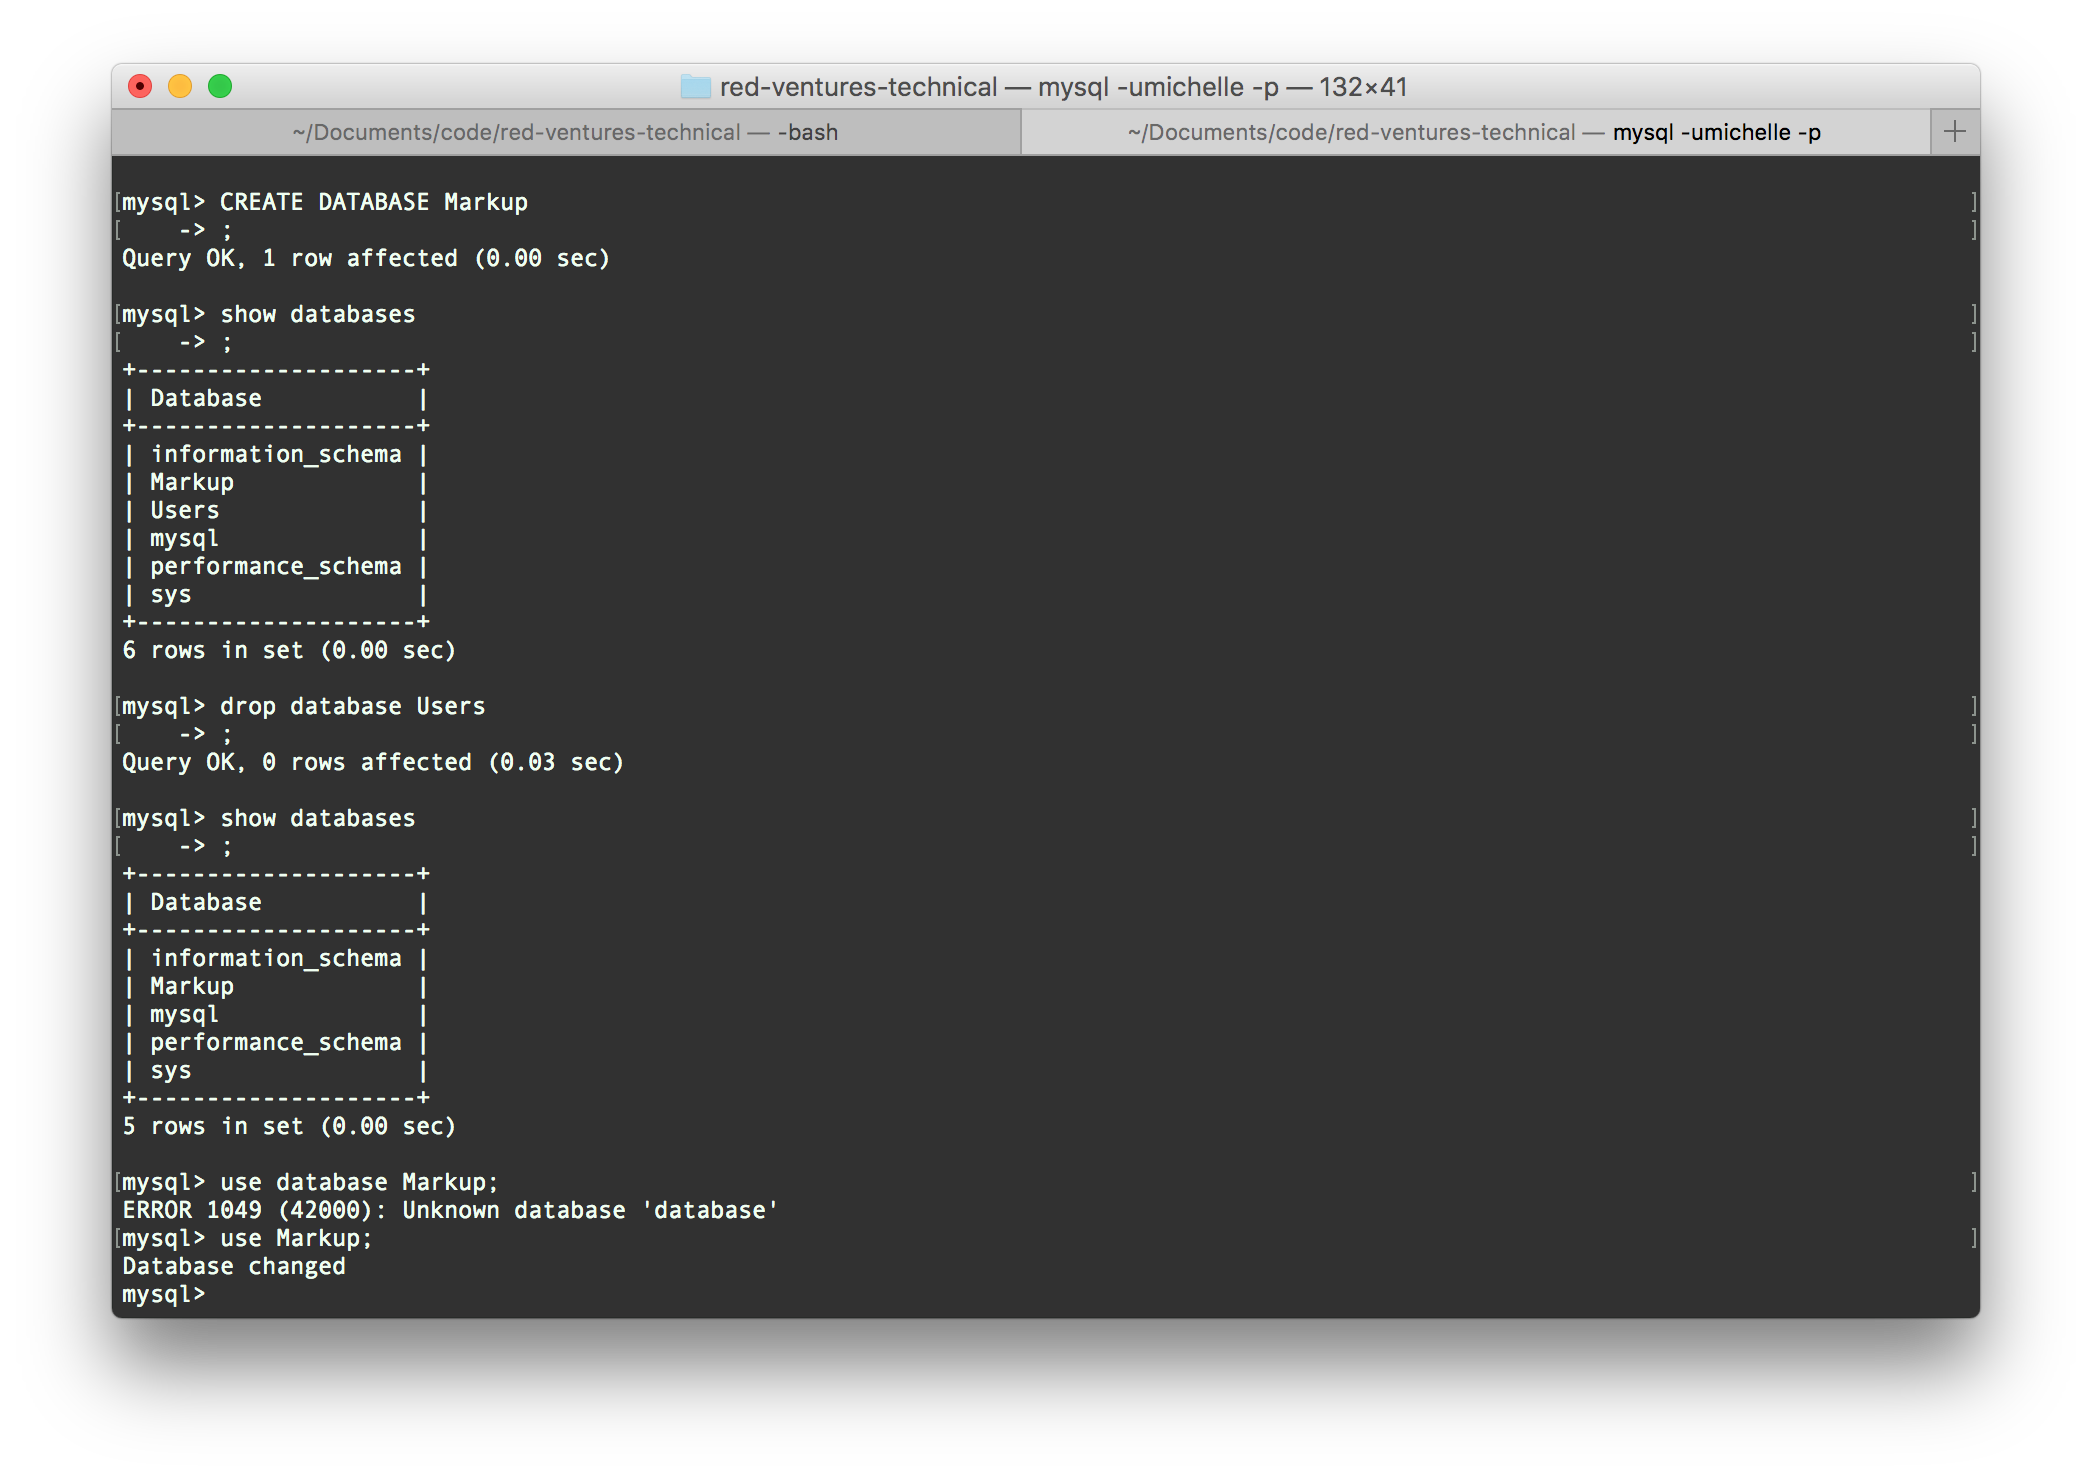 red-ventures-technical — mysql -umichelle -p — 132×41
~/Documents/code/red-ventures-technical — -bash
~/Documents/code/red-ventures-technical — mysql -umichelle -p
+
[mysql> CREATE DATABASE Markup ]
[    -> ; ]
Query OK, 1 row affected (0.00 sec)
[mysql> show databases ]
[    -> ; ]
+--------------------+
| Database           |
+--------------------+
| information_schema |
| Markup             |
| Users              |
| mysql              |
| performance_schema |
| sys                |
+--------------------+
6 rows in set (0.00 sec)
[mysql> drop database Users ]
[    -> ; ]
Query OK, 0 rows affected (0.03 sec)
[mysql> show databases ]
[    -> ; ]
+--------------------+
| Database           |
+--------------------+
| information_schema |
| Markup             |
| mysql              |
| performance_schema |
| sys                |
+--------------------+
5 rows in set (0.00 sec)
[mysql> use database Markup; ]
ERROR 1049 (42000): Unknown database 'database'
[mysql> use Markup; ]
Database changed
mysql>